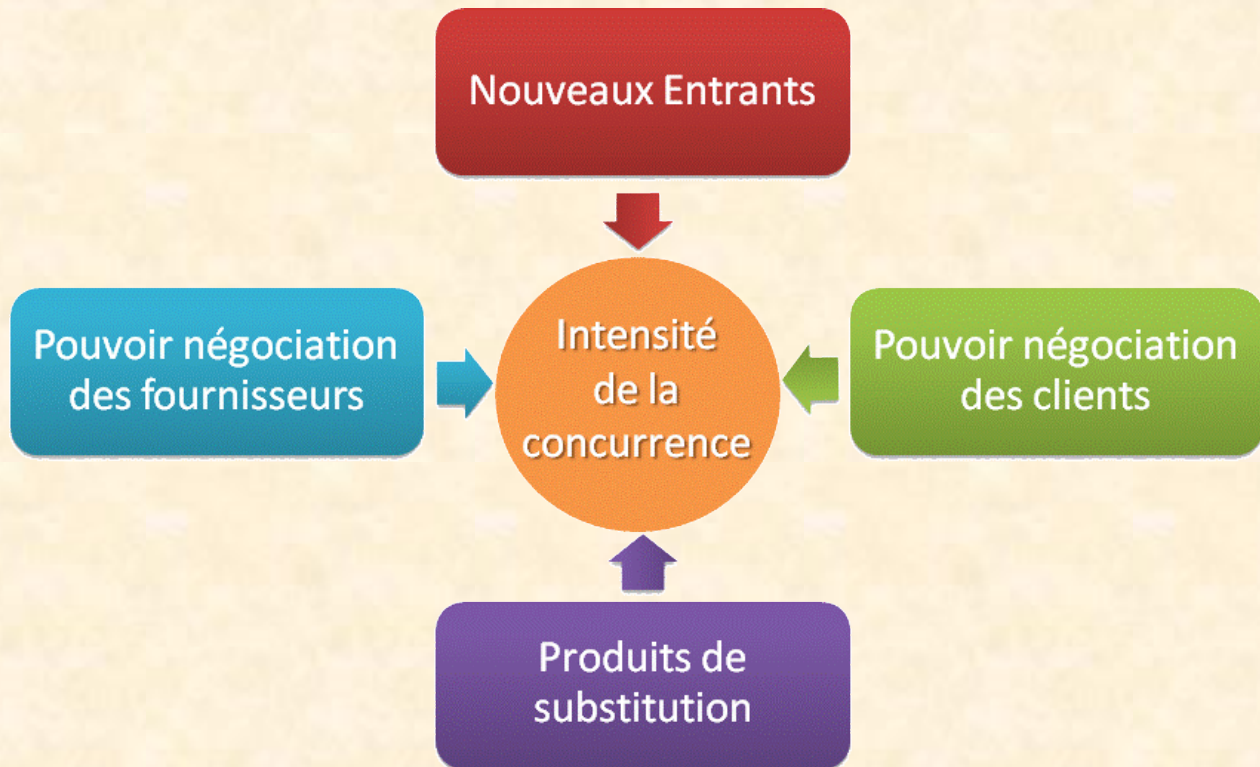 Nouveaux Entrants
Pouvoir négociation
des fournisseurs
Intensité
de la
concurrence
Pouvoir négociation
des clients
Produits de
substitution